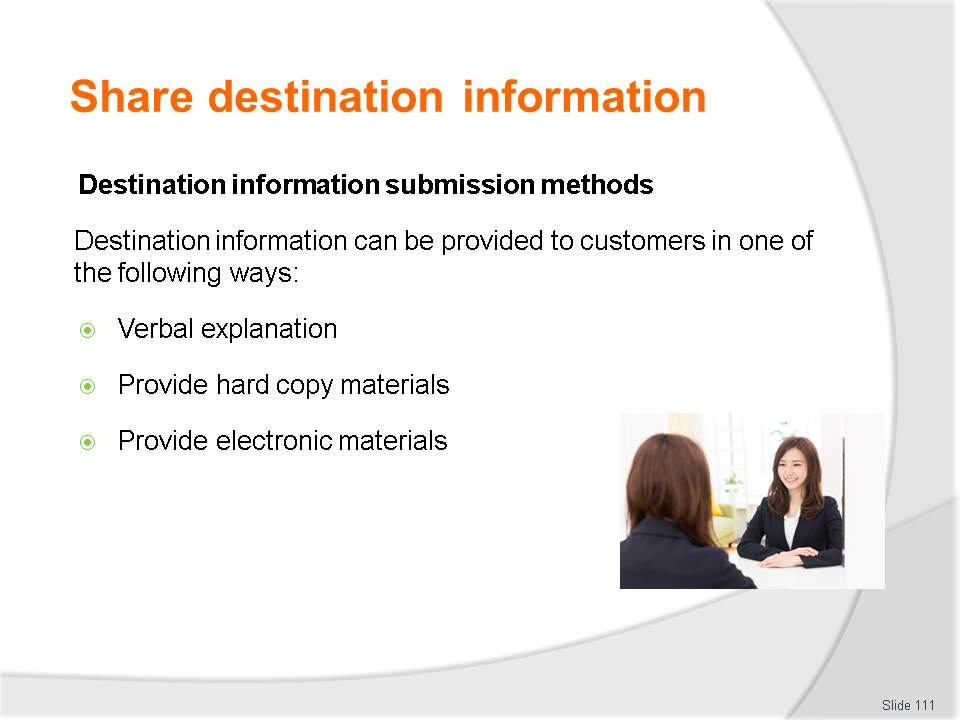 Share destination information
Destination information submission methods
Destination information can be provided to customers in one of
the following ways:
Verbal explanation
Provide hard copy materials
Provide electronic materials
Slide 111